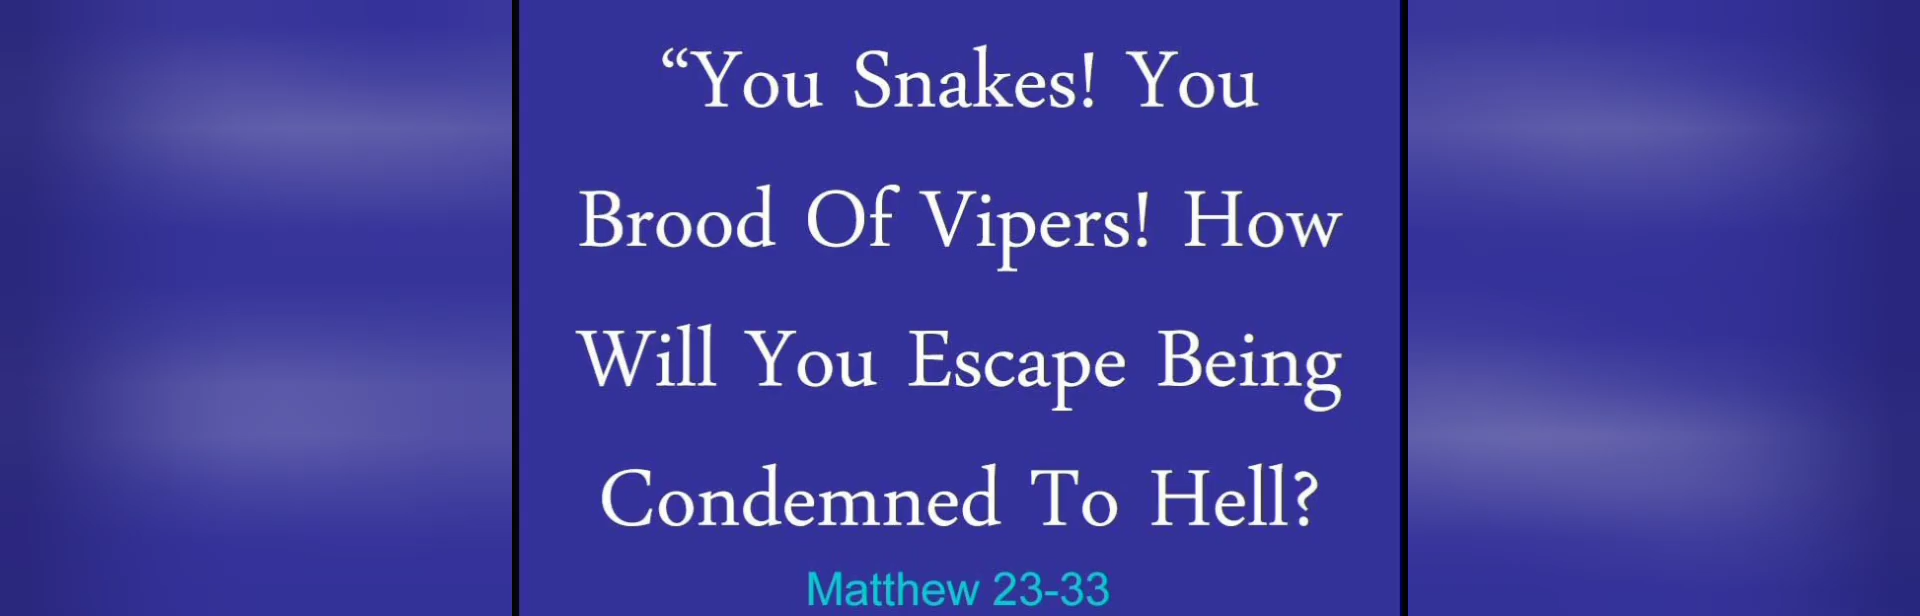 “You Snakes! You
Brood Of Vipers! How
Will You Escape Being
Condemned To Hell?
Matthew 23-33